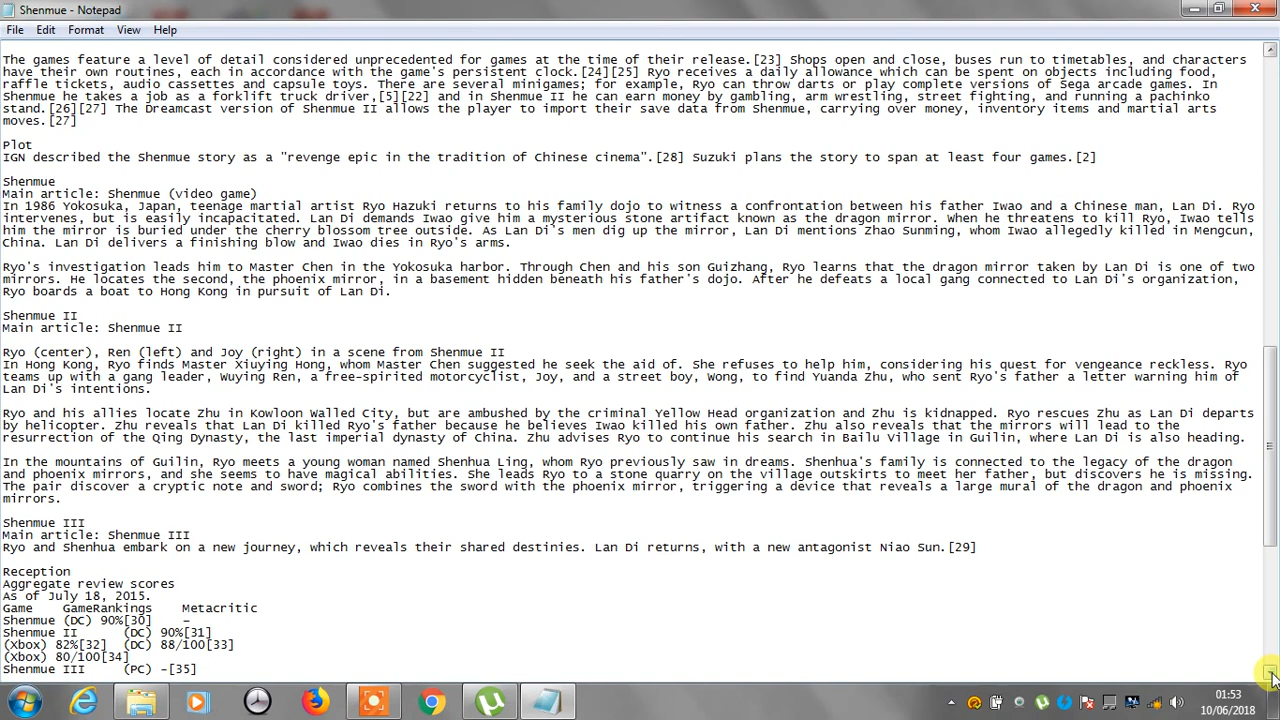 Shenmue - Notepad
File Edit Format View Help
The games feature a level of detail considered unprecedented for games at the time of their release.[23] Shops open and close, buses run to timetables, and characters
have their own routines, each in accordance with the game's persistent clock.[24][25] Ryo receives a daily allowance which can be spent on objects including food,
raffle tickets, audio cassettes and capsule toys. There are several minigames; for example, Ryo can throw darts or play complete versions of Sega arcade games. In
Shenmue he takes a job as a forklift truck driver,[5][22] and in Shenmue II he can earn money by gambling, arm wrestling, street fighting, and running a pachinko
stand.[26][27] The Dreamcast version of Shenmue II allows the player to import their save data from Shenmue, carrying over money, inventory items and martial arts
moves.[27]
Plot
IGN described the Shenmue story as a "revenge epic in the tradition of Chinese cinema".[28] Suzuki plans the story to span at least four games.[2]
Shenmue
Main article: Shenmue (video game)
In 1986 Yokosuka, Japan, teenage martial artist Ryo Hazuki returns to his family dojo to witness a confrontation between his father Iwao and a Chinese man, Lan Di. Ryo
intervenes, but is easily incapacitated. Lan Di demands Iwao give him a mysterious stone artifact known as the dragon mirror. When he threatens to kill Ryo, Iwao tells
him the mirror is buried under the cherry blossom tree outside. As Lan Di's men dig up the mirror, Lan Di mentions Zhao Sunming, whom Iwao allegedly killed in Mengcun,
China. Lan Di delivers a finishing blow and Iwao dies in Ryo's arms.
Ryo's investigation leads him to Master Chen in the Yokosuka harbor. Through Chen and his son Guizhang, Ryo learns that the dragon mirror taken by Lan Di is one of two
mirrors. He locates the second, the phoenix mirror, in a basement hidden beneath his father's dojo. After he defeats a local gang connected to Lan Di's organization,
Ryo boards a boat to Hong Kong in pursuit of Lan Di.
Shenmue II
Main article: Shenmue II
Ryo (center), Ren (left) and Joy (right) in a scene from Shenmue II
In Hong Kong, Ryo finds Master Xiuying Hong, whom Master Chen suggested he seek the aid of. She refuses to help him, considering his quest for vengeance reckless. Ryo
teams up with a gang leader, Wuying Ren, a free-spirited motorcyclist, Joy, and a street boy, Wong, to find Yuanda Zhu, who sent Ryo's father a letter warning him of
Lan Di's intentions.
Ryo and his allies locate Zhu in Kowloon Walled City, but are ambushed by the criminal Yellow Head organization and Zhu is kidnapped. Ryo rescues Zhu as Lan Di departs
by helicopter. Zhu reveals that Lan Di killed Ryo's father because he believes Iwao killed his own father. Zhu also reveals that the mirrors will lead to the
resurrection of the Qing Dynasty, the last imperial dynasty of China. Zhu advises Ryo to continue his search in Bailu Village in Guilin, where Lan Di is also heading.
In the mountains of Guilin, Ryo meets a young woman named Shenhua Ling, whom Ryo previously saw in dreams. Shenhua's family is connected to the legacy of the dragon
and phoenix mirrors, and she seems to have magical abilities. She leads Ryo to a stone quarry on the village outskirts to meet her father, but discovers he is missing.
The pair discover a cryptic note and sword; Ryo combines the sword with the phoenix mirror, triggering a device that reveals a large mural of the dragon and phoenix
mirrors.
Shenmue III
Main article: Shenmue III
Ryo and Shenhua embark on a new journey, which reveals their shared destinies. Lan Di returns, with a new antagonist Niao Sun.[29]
Reception
Aggregate review scores
As of July 18, 2015.
Game GameRankings Metacritic
Shenmue (DC) 90%[30] –
Shenmue II (DC) 90%[31]
(Xbox) 82%[32] (DC) 88/100[33]
(Xbox) 80/100[34]
Shenmue III (PC) –[35]
01:53
10/06/2018